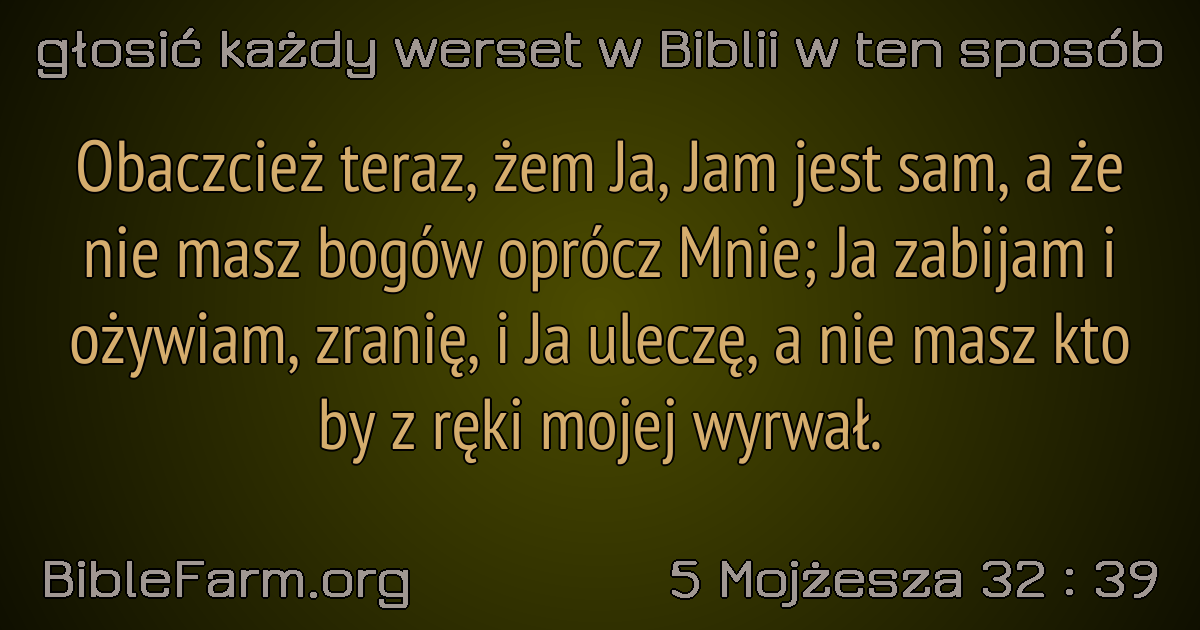 głosić każdy werset w Biblii w ten sposób
Obaczcież teraz, żem Ja, Jam jest sam, a że
nie masz bogów oprócz Mnie; Ja zabijam i
ożywiam, zranię, i Ja uleczę, a nie masz kto
by z ręki mojej wyrwał.
BibleFarm.org
5 Mojżesza 32 : 39